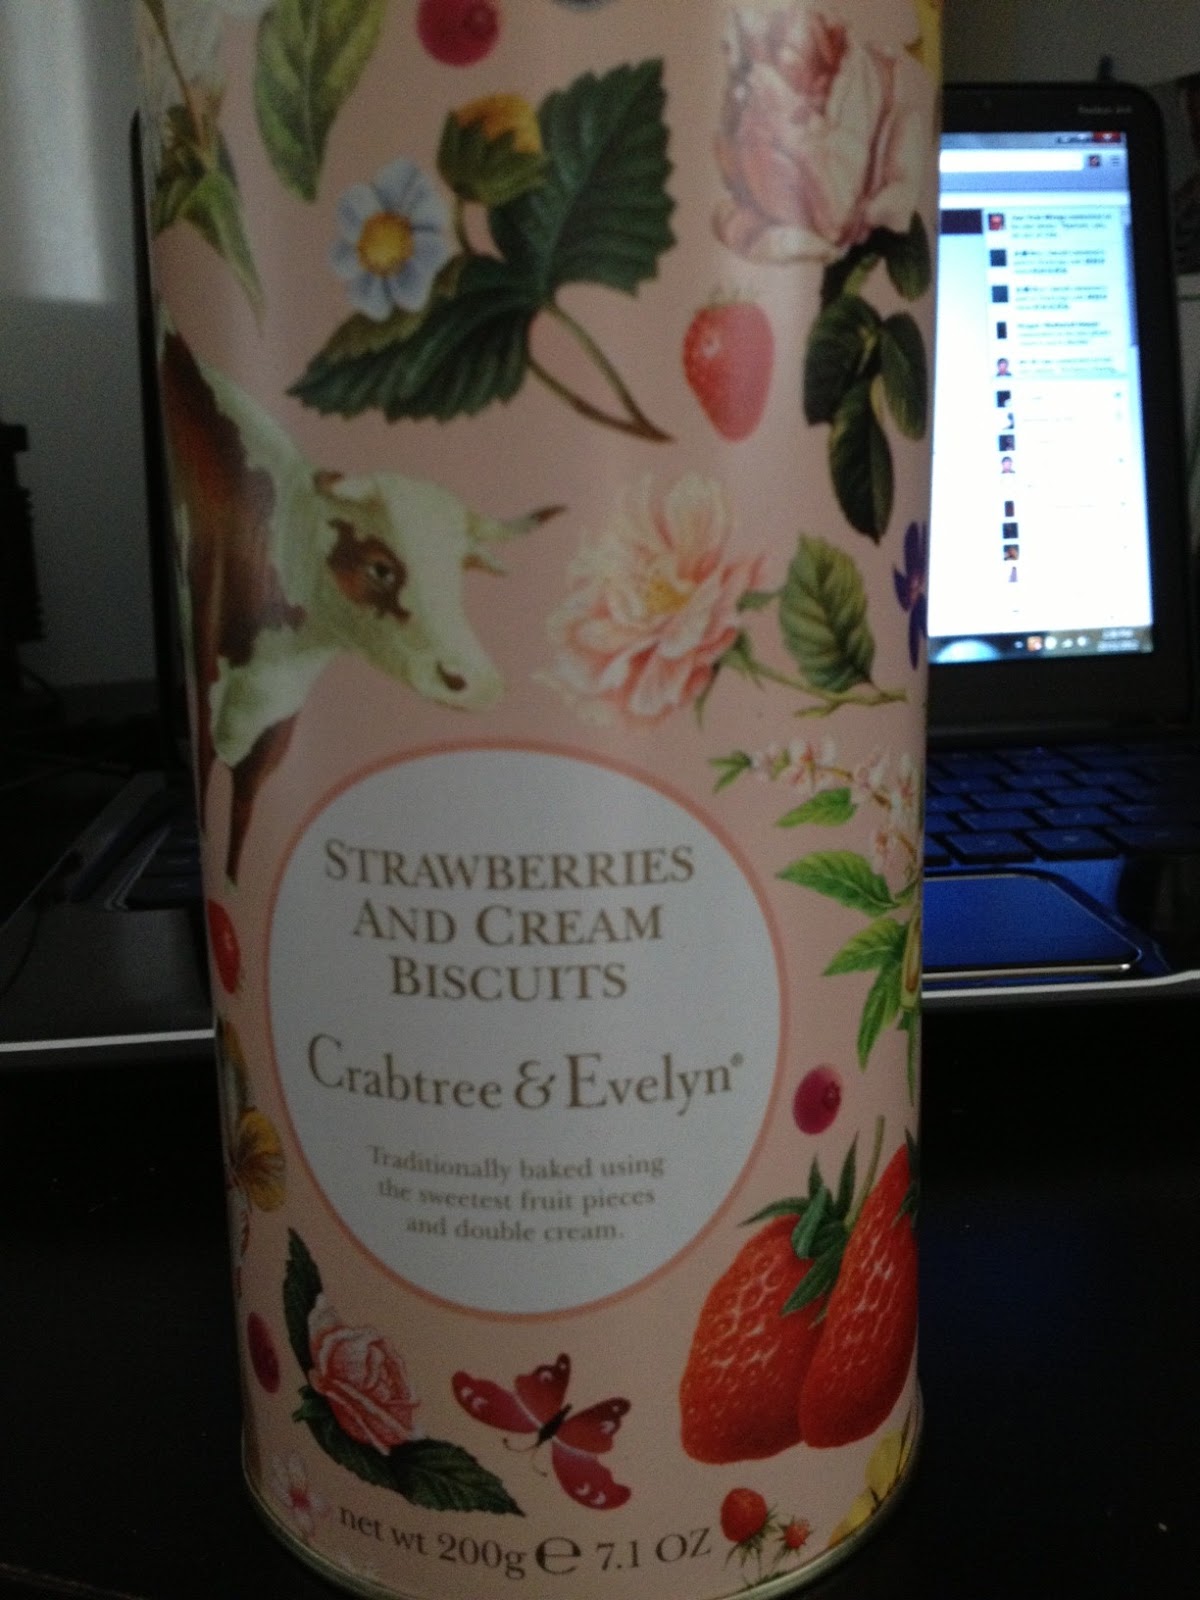 STRAWBERRIES
AND CREAM
BISCUITS
Crabtree & Evelyn®
Traditionally baked using
the sweetest fruit pieces
and double cream.
net wt 200g ℮ 7.1 OZ